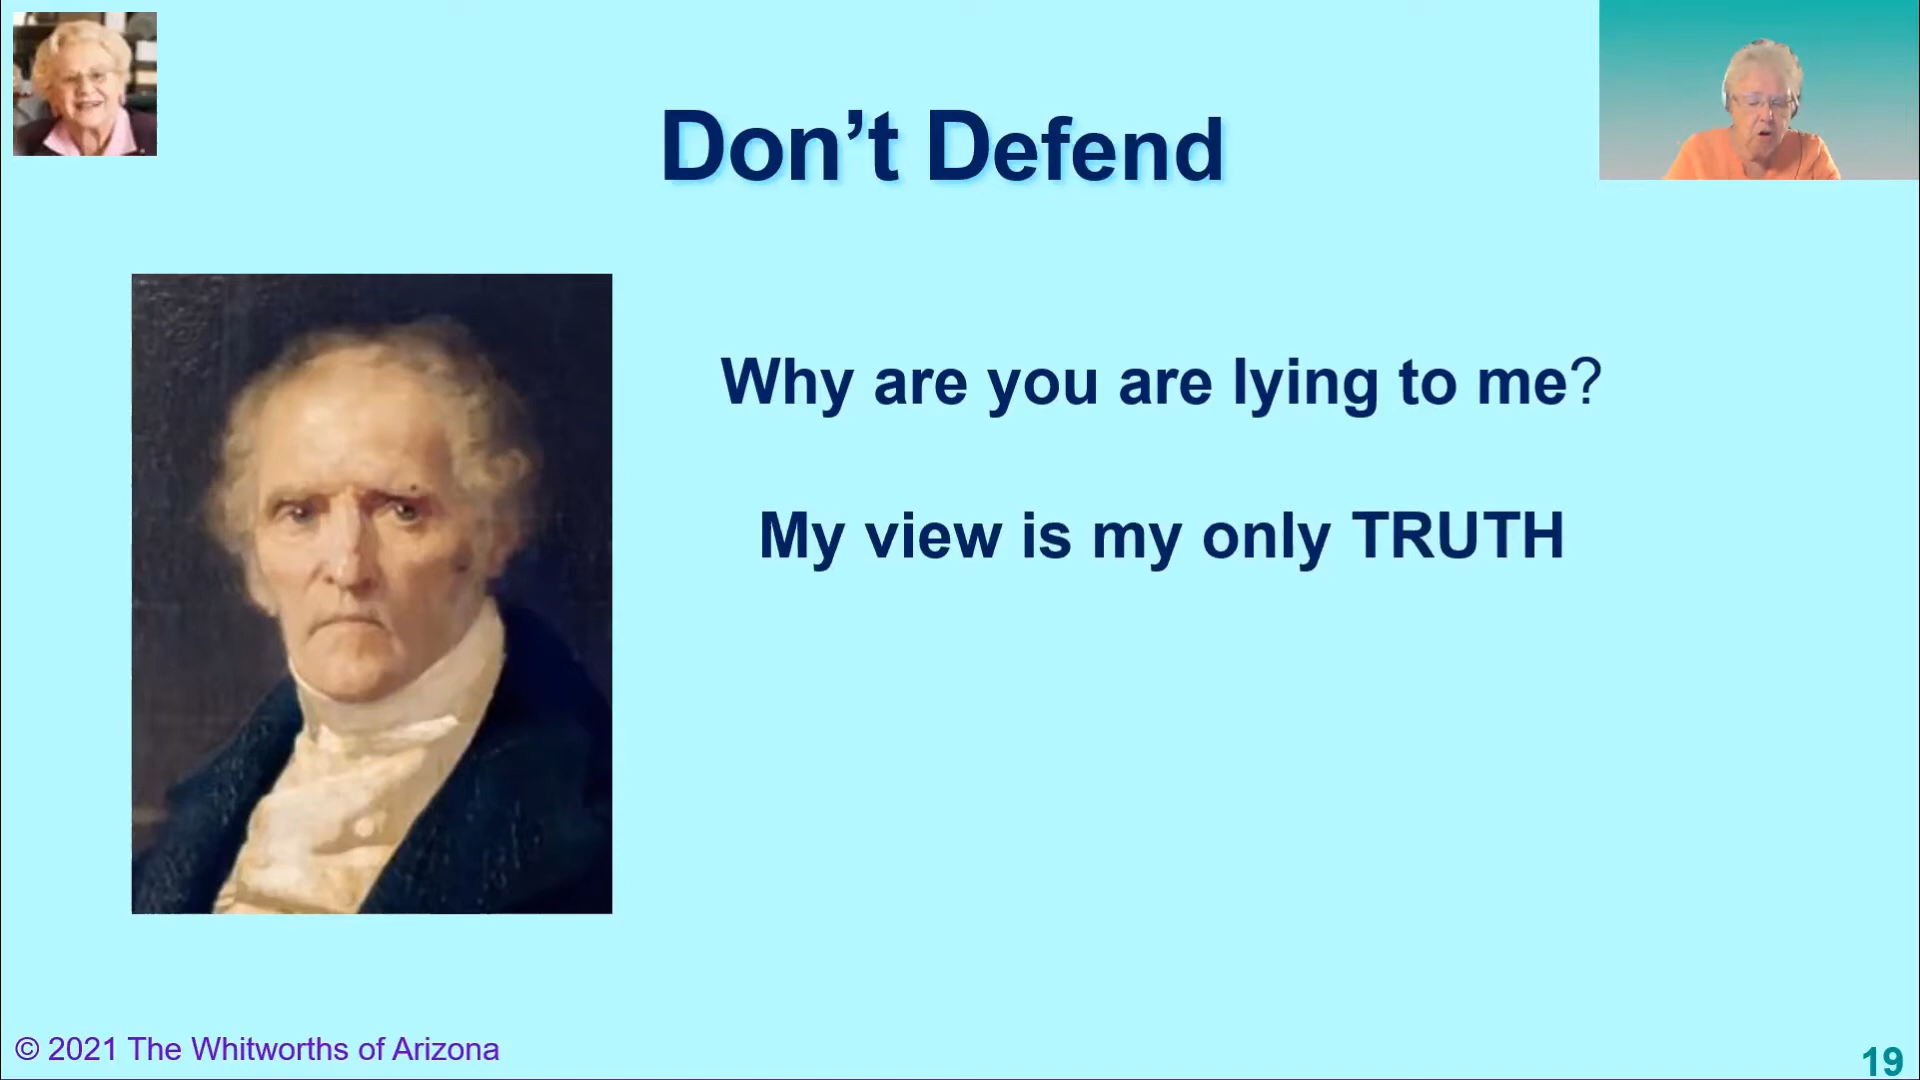 Don’t Defend
Why are you are lying to me?
My view is my only TRUTH
© 2021 The Whitworths of Arizona
19